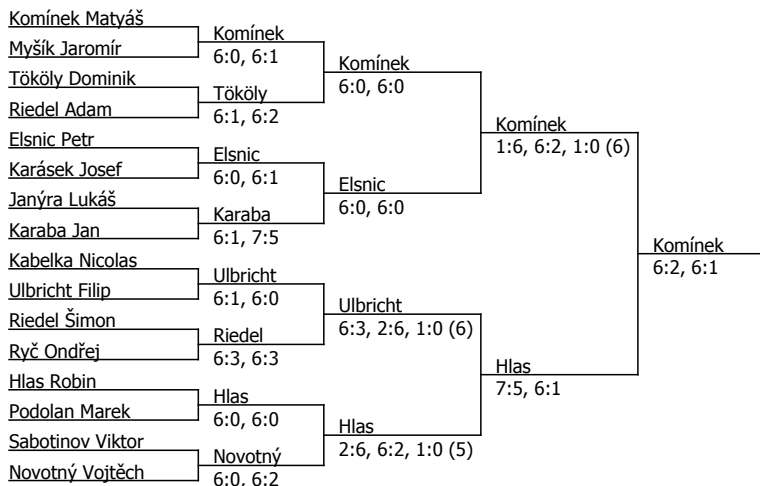 Komínek Matyáš
Myšík Jaromír
Tököly Dominik
Riedel Adam
Elsnic Petr
Karásek Josef
Janýra Lukáš
Karaba Jan
Kabelka Nicolas
Ulbricht Filip
Riedel Šimon
Ryč Ondřej
Hlas Robin
Podolan Marek
Sabotinov Viktor
Novotný Vojtěch
Komínek
6:0, 6:1
Tököly
6:1, 6:2
Elsnic
6:0, 6:1
Karaba
6:1, 7:5
Ulbricht
6:1, 6:0
Riedel
6:3, 6:3
Hlas
6:0, 6:0
Novotný
6:0, 6:2
Komínek
6:0, 6:0
Elsnic
6:0, 6:0
Ulbricht
6:3, 2:6, 1:0 (6)
Hlas
2:6, 6:2, 1:0 (5)
Komínek
1:6, 6:2, 1:0 (6)
Hlas
7:5, 6:1
Komínek
6:2, 6:1